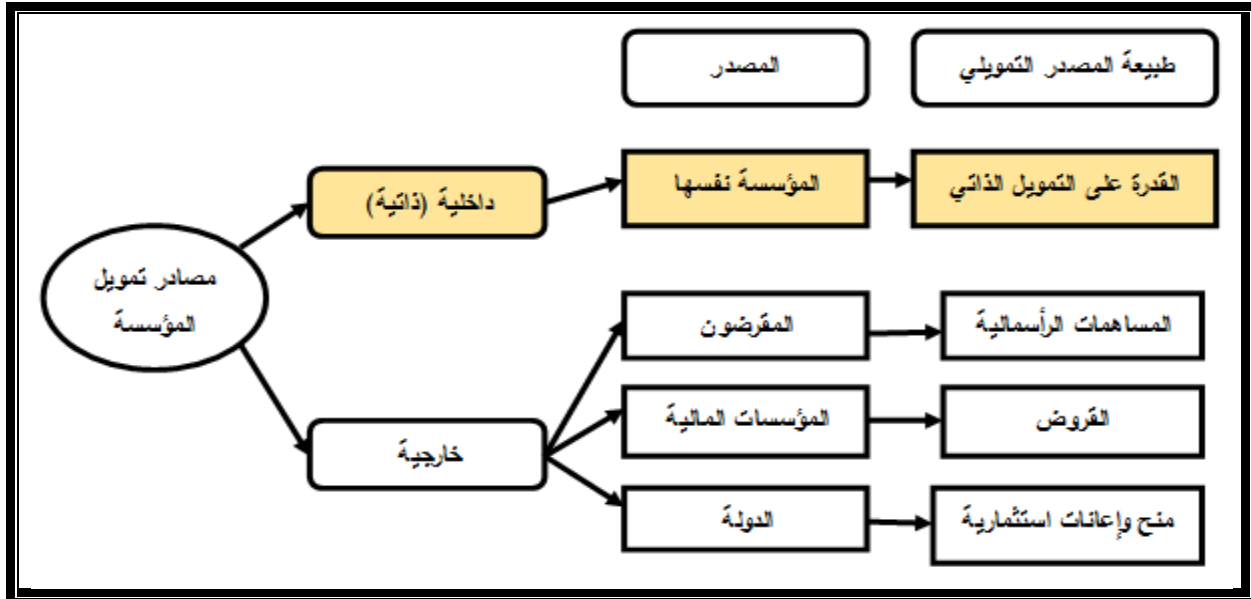 طبيعة المصدر التمويلي
المصدر
القدرة على التمويل الذاتي
المؤسسة نفسها
داخلية (ذاتية)
مصادر تمويل
المؤسسة
المساهمات الرأسمالية
المقرضون
القروض
المؤسسات المالية
خارجية
منح وإعانات استثمارية
الدولة